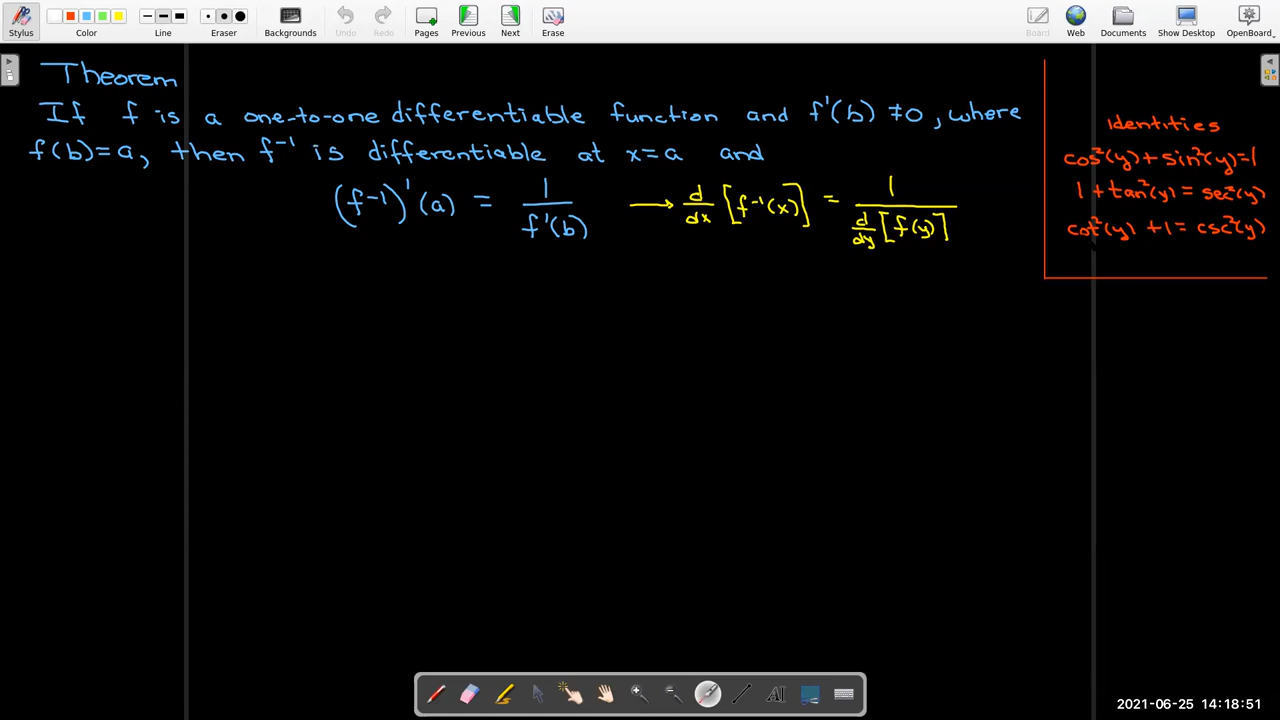 Stylus Color Line Eraser Backgrounds Undo Redo Pages Previous Next Erase Board Web Documents Show Desktop OpenBoard
Theorem
If f is a one-to-one differentiable function and f'(b) ≠ 0, where
f(b) = a, then f⁻¹ is differentiable at x = a and
(f⁻¹)'(a) = 1/f'(b) → d/dx [f⁻¹(x)] = 1/(d/dy [f(y)])
Identities
cos²(y) + sin²(y) = 1
1 + tan²(y) = sec²(y)
cot²(y) + 1 = csc²(y)
2021-06-25 14:18:51